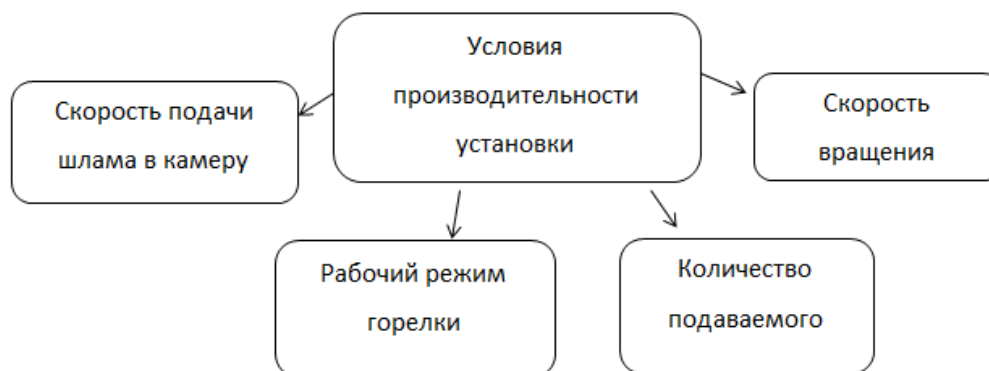 Условия
производительности
установки
Скорость подачи
шлама в камеру
Скорость
вращения
Рабочий режим
горелки
Количество
подаваемого